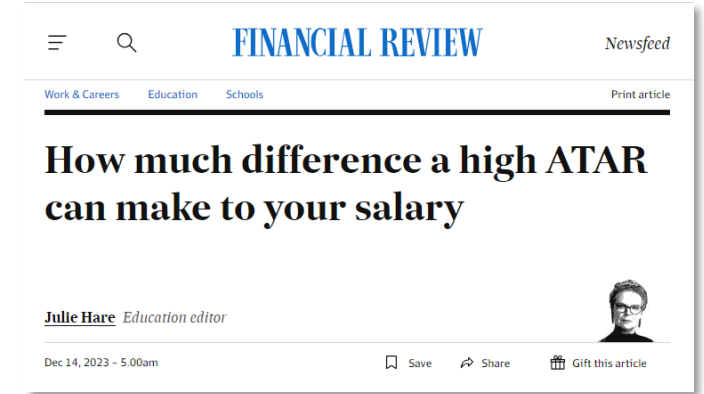 FINANCIAL REVIEW
Newsfeed
Work & Careers Education Schools Print article
How much difference a high ATAR
can make to your salary
Julie Hare Education editor
Dec 14, 2023 – 5.00am Save Share Gift this article